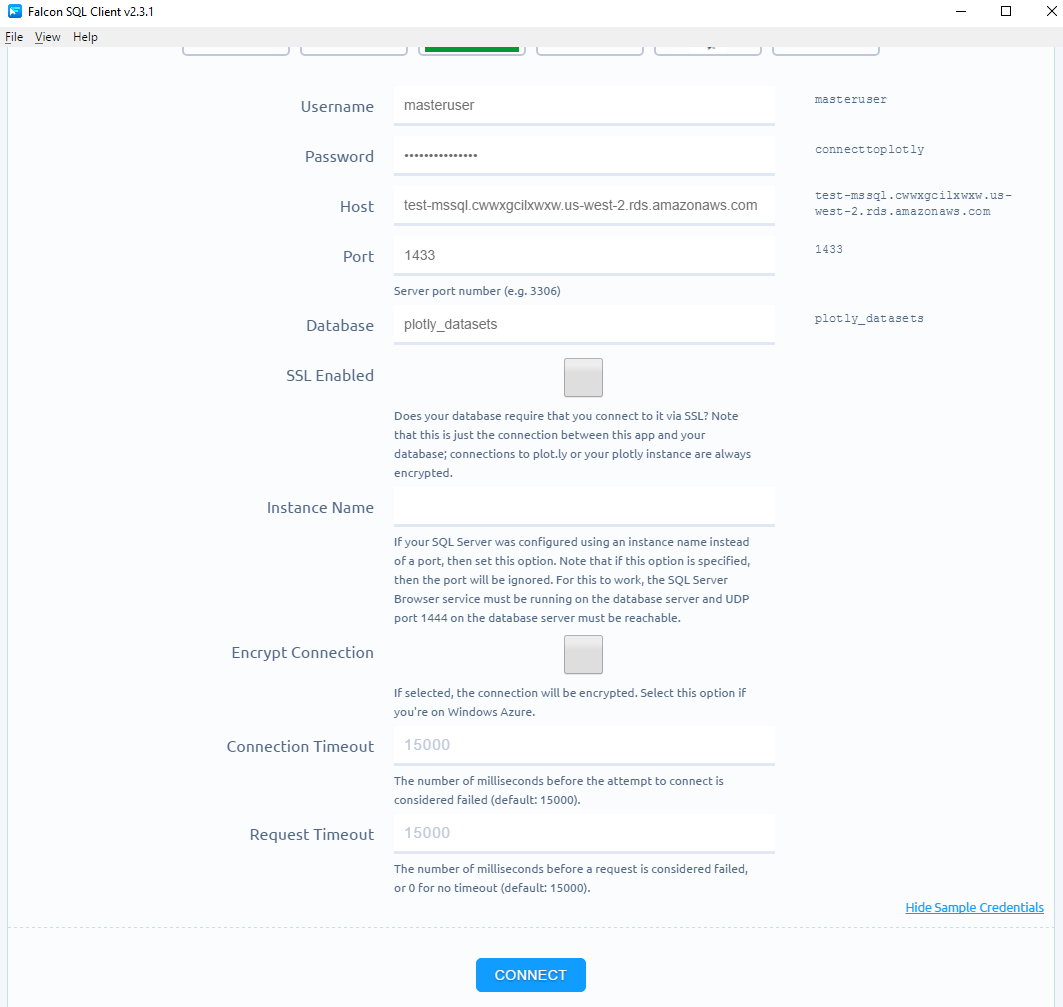 Falcon SQL Client v2.3.1
File View Help
Username masteruser masteruser
Password ••••••••••••••• connecttoplotly
Host test-mssql.cwwxgcilxwxw.us-west-2.rds.amazonaws.com test-mssql.cwwxgcilxwxw.us-
west-2.rds.amazonaws.com
Port 1433 1433
Server port number (e.g. 3306)
Database plotly_datasets plotly_datasets
SSL Enabled
Does your database require that you connect to it via SSL? Note
that this is just the connection between this app and your
database; connections to plot.ly or your plotly instance are always
encrypted.
Instance Name
If your SQL Server was configured using an instance name instead
of a port, then set this option. Note that if this option is specified,
then the port will be ignored. For this to work, the SQL Server
Browser service must be running on the database server and UDP
port 1444 on the database server must be reachable.
Encrypt Connection
If selected, the connection will be encrypted. Select this option if
you're on Windows Azure.
Connection Timeout 15000
The number of milliseconds before the attempt to connect is
considered failed (default: 15000).
Request Timeout 15000
The number of milliseconds before a request is considered failed,
or 0 for no timeout (default: 15000).
Hide Sample Credentials
CONNECT